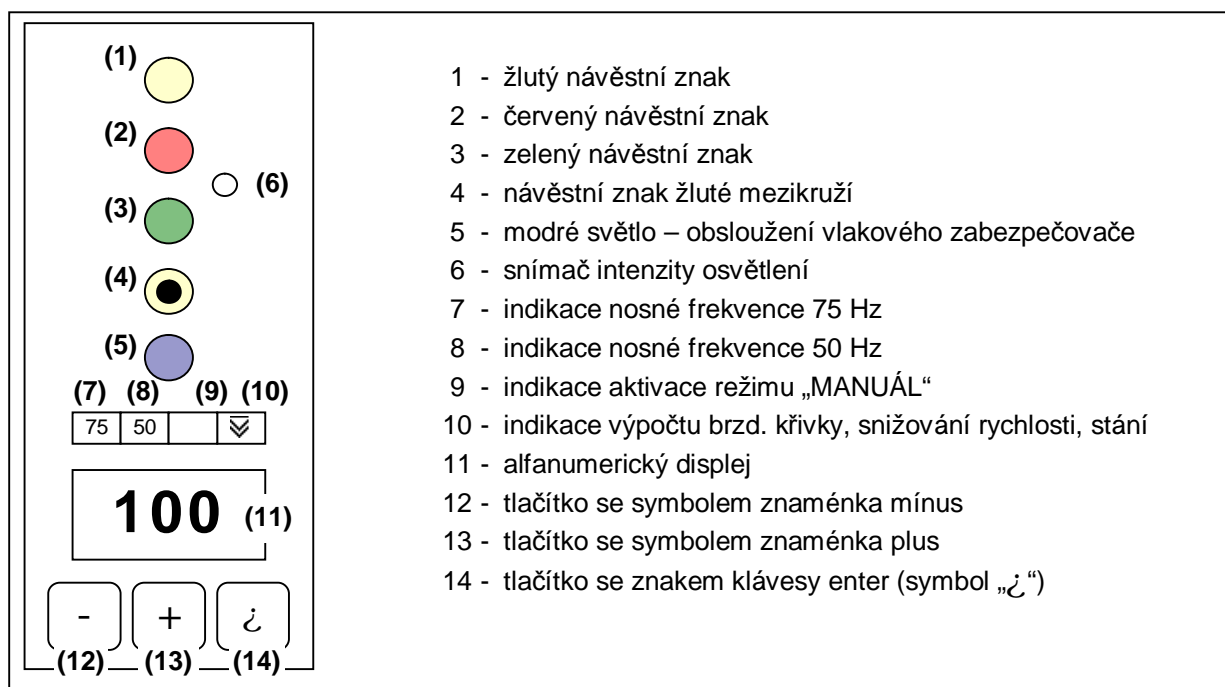 (1)
(2)
(6)
(3)
(4)
(5)
(7) (8) (9) (10)
75 50
100 (11)
- + ¿
(12) (13) (14)
1 - žlutý návěstní znak
2 - červený návěstní znak
3 - zelený návěstní znak
4 - návěstní znak žluté mezikruží
5 - modré světlo – obsloužení vlakového zabezpečovače
6 - snímač intenzity osvětlení
7 - indikace nosné frekvence 75 Hz
8 - indikace nosné frekvence 50 Hz
9 - indikace aktivace režimu „MANUÁL“
10 - indikace výpočtu brzd. křivky, snižování rychlosti, stání
11 - alfanumerický displej
12 - tlačítko se symbolem znaménka mínus
13 - tlačítko se symbolem znaménka plus
14 - tlačítko se znakem klávesy enter (symbol „¿“)